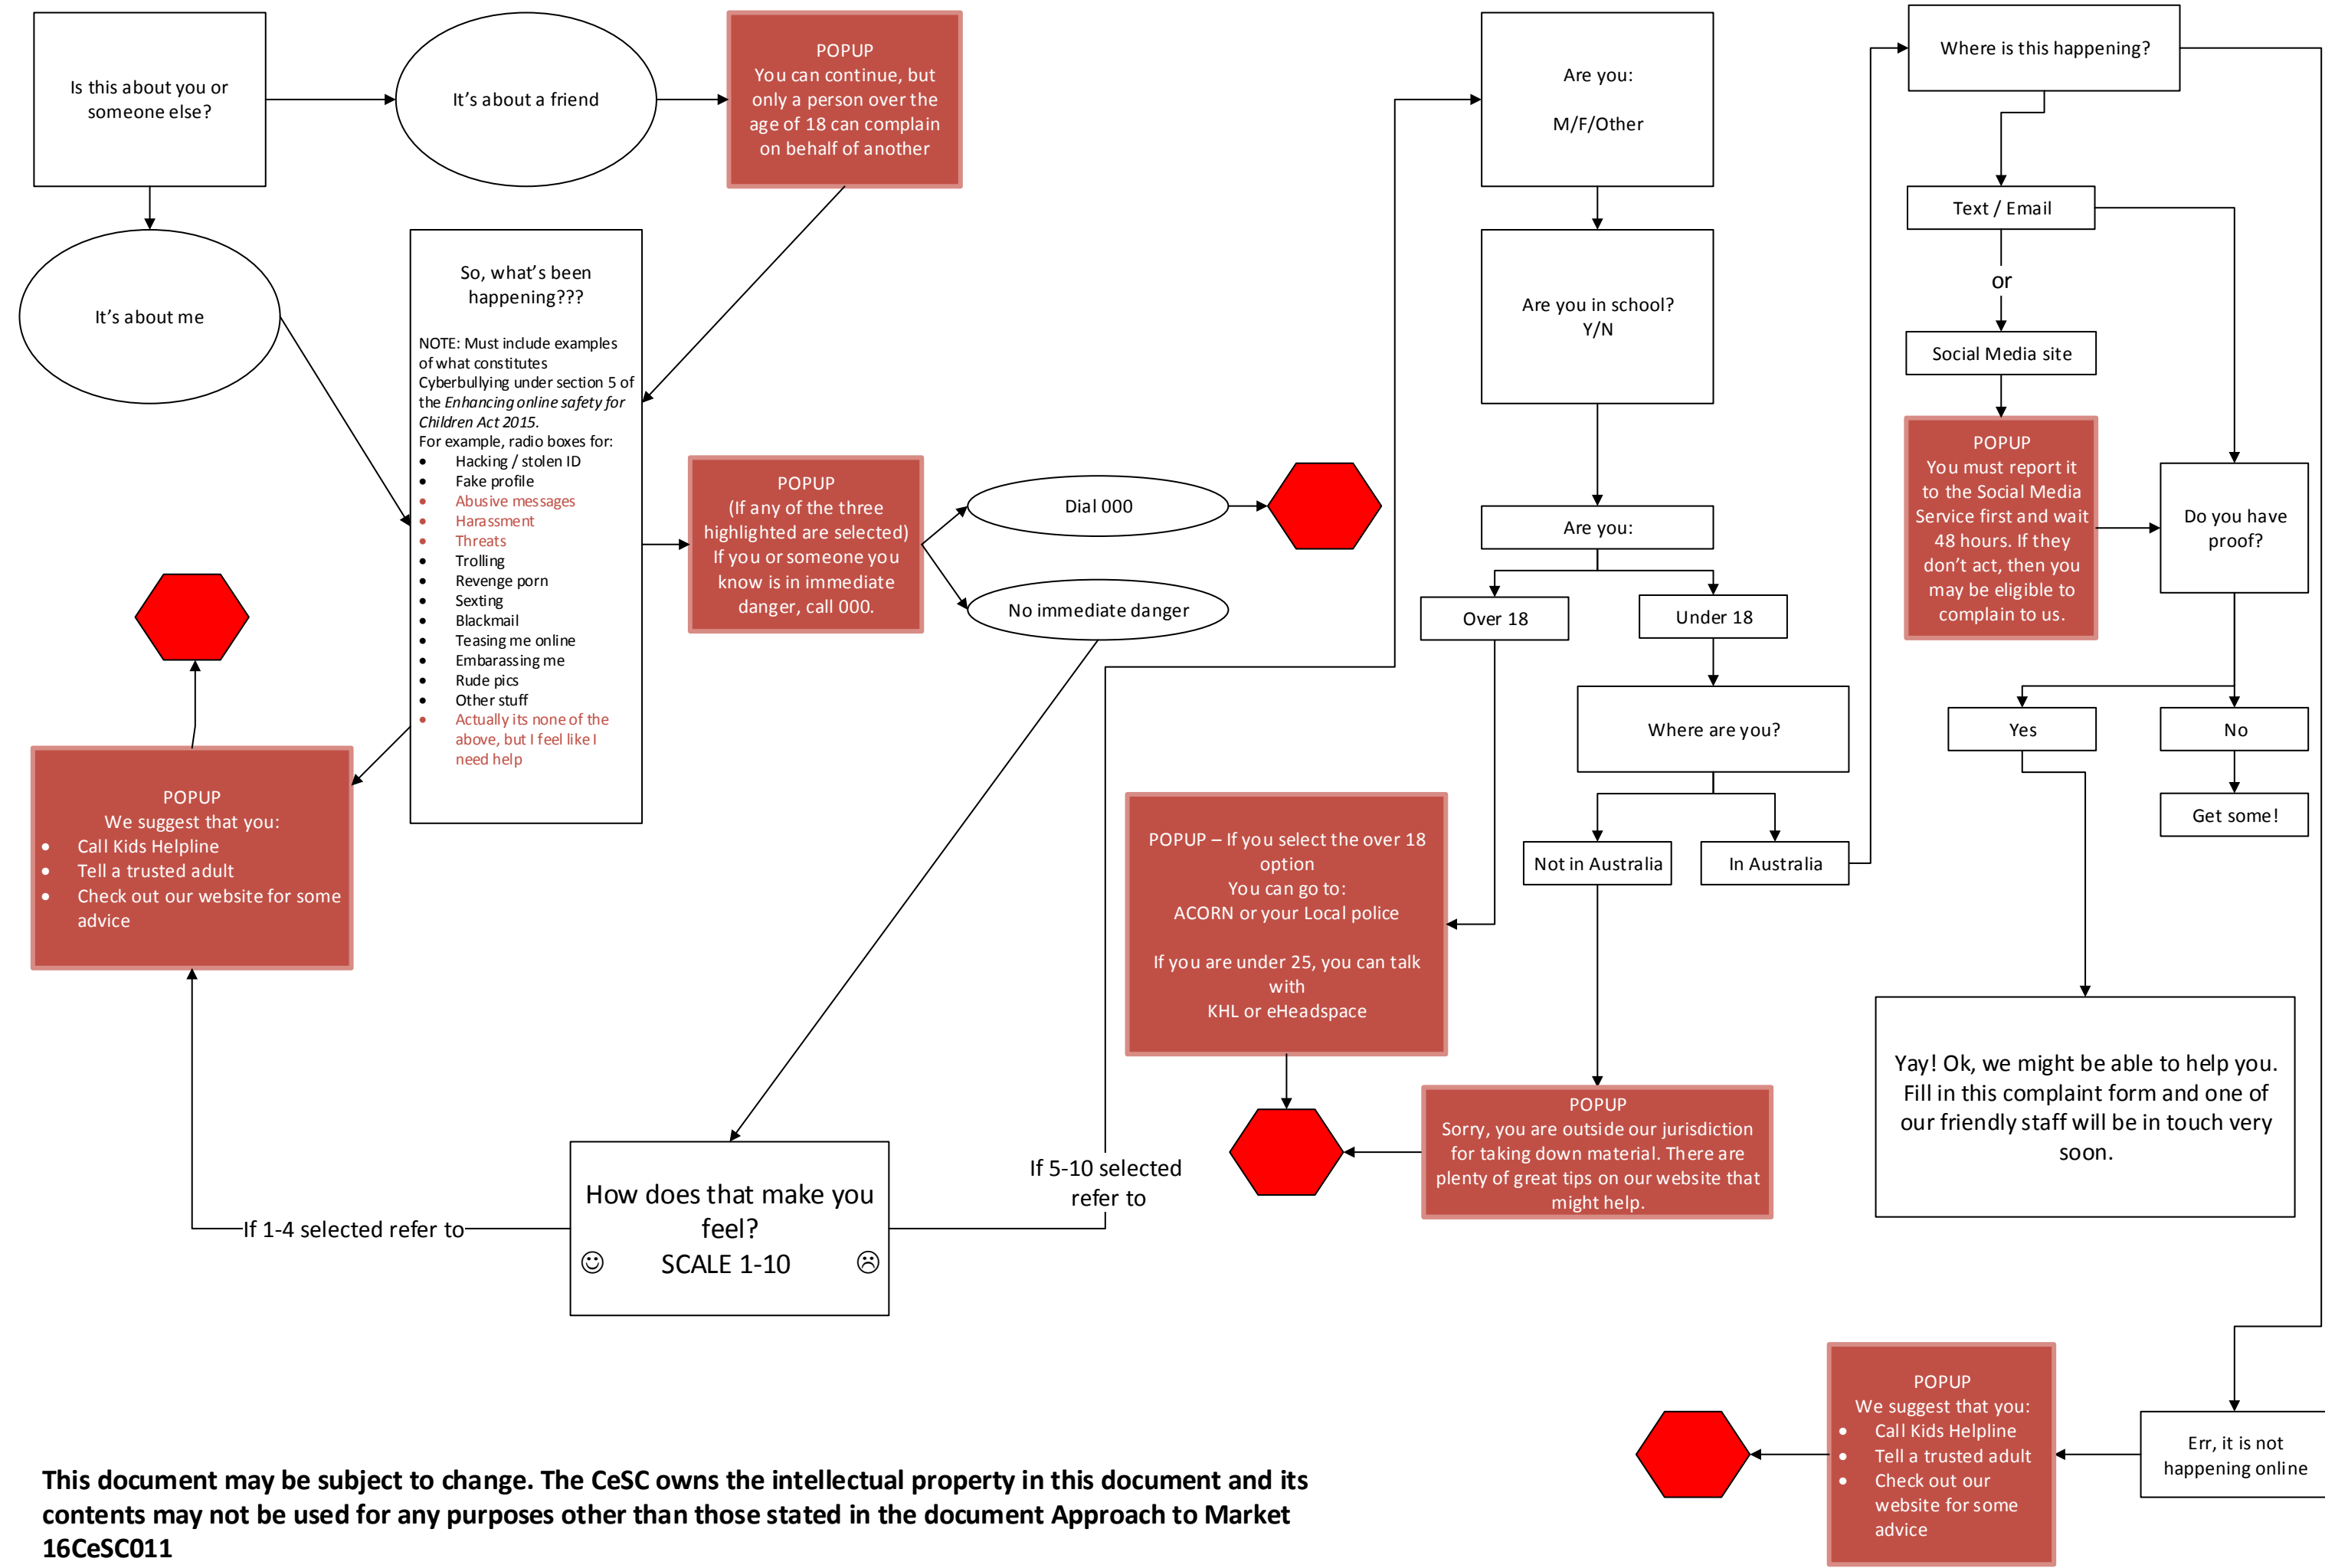 Is this about you or
someone else?
It's about a friend
POPUP
You can continue, but
only a person over the
age of 18 can complain
on behalf of another
It's about me
So, what's been
happening???
NOTE: Must include examples
of what constitutes
Cyberbullying under section 5 of
the Enhancing online safety for
Children Act 2015.
For example, radio boxes for:
• Hacking / stolen ID
• Fake profile
• Abusive messages
• Harassment
• Threats
• Trolling
• Revenge porn
• Sexting
• Blackmail
• Teasing me online
• Embarassing me
• Rude pics
• Other stuff
• Actually its none of the
above, but I feel like I
need help
POPUP
(If any of the three
highlighted are selected)
If you or someone you
know is in immediate
danger, call 000.
Dial 000
No immediate danger
POPUP
We suggest that you:
• Call Kids Helpline
• Tell a trusted adult
• Check out our website for some
advice
How does that make you
feel?
☺ SCALE 1-10 ☹
If 1-4 selected refer to
If 5-10 selected
refer to
Are you:
M/F/Other
Are you in school?
Y/N
Are you:
Over 18
Under 18
Where are you?
Not in Australia
In Australia
POPUP – If you select the over 18
option
You can go to:
ACORN or your Local police
If you are under 25, you can talk
with
KHL or eHeadspace
POPUP
Sorry, you are outside our jurisdiction
for taking down material. There are
plenty of great tips on our website that
might help.
Where is this happening?
Text / Email
or
Social Media site
POPUP
You must report it
to the Social Media
Service first and wait
48 hours. If they
don't act, then you
may be eligible to
complain to us.
Do you have
proof?
Yes
No
Get some!
Yay! Ok, we might be able to help you.
Fill in this complaint form and one of
our friendly staff will be in touch very
soon.
Err, it is not
happening online
POPUP
We suggest that you:
• Call Kids Helpline
• Tell a trusted adult
• Check out our
website for some
advice
This document may be subject to change. The CeSC owns the intellectual property in this document and its
contents may not be used for any purposes other than those stated in the document Approach to Market
16CeSC011